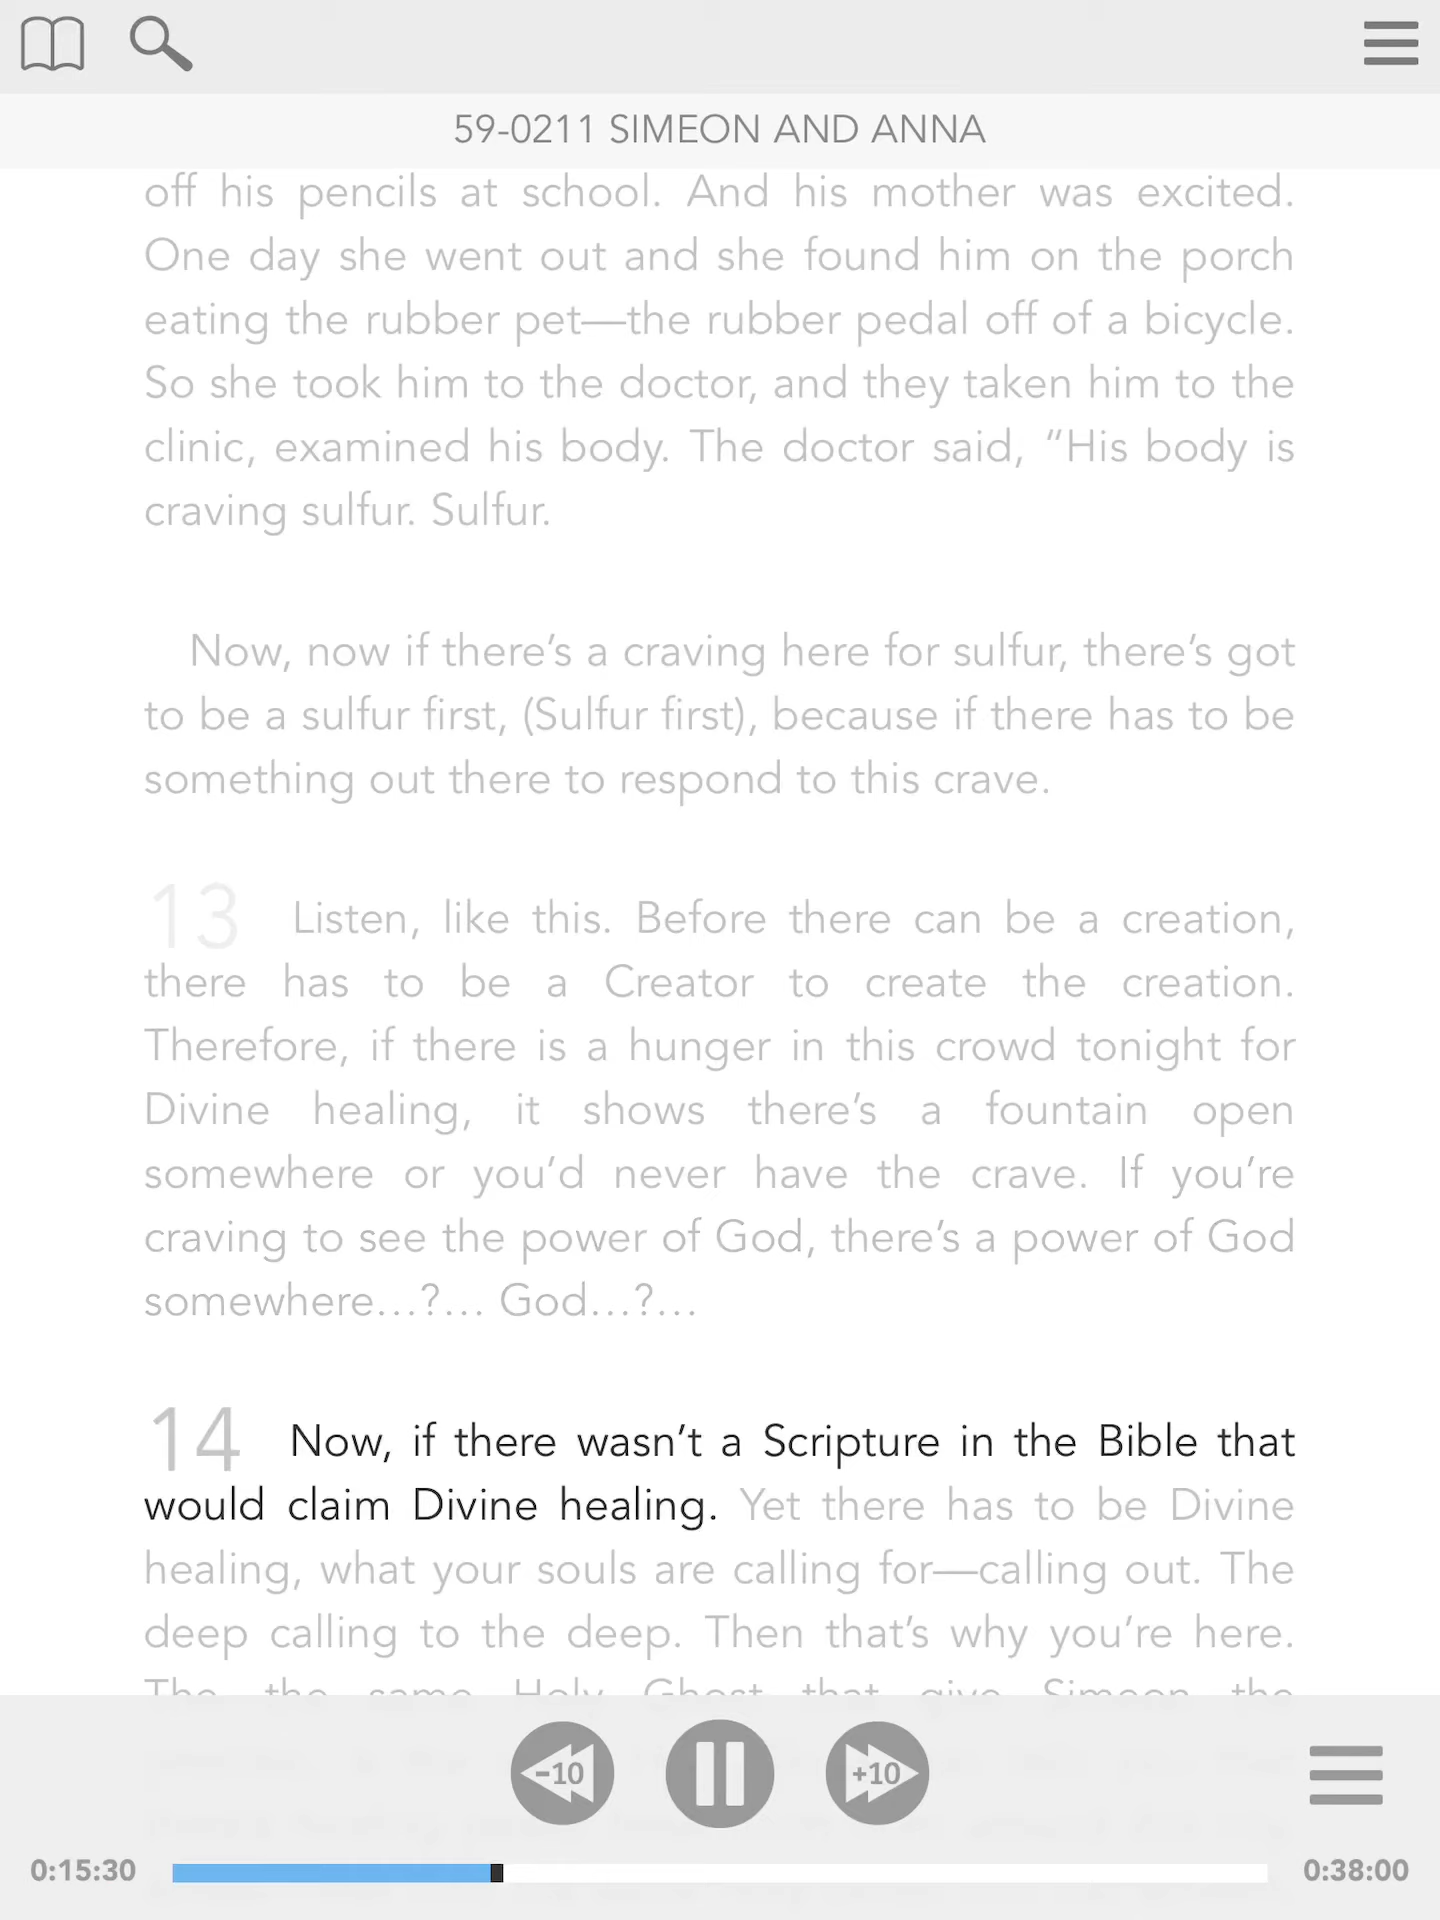 59-0211 SIMEON AND ANNA
off his pencils at school. And his mother was excited.
One day she went out and she found him on the porch
eating the rubber pet—the rubber pedal off of a bicycle.
So she took him to the doctor, and they taken him to the
clinic, examined his body. The doctor said, “His body is
craving sulfur. Sulfur.
Now, now if there’s a craving here for sulfur, there’s got
to be a sulfur first, (Sulfur first), because if there has to be
something out there to respond to this crave.
13 Listen, like this. Before there can be a creation,
there has to be a Creator to create the creation.
Therefore, if there is a hunger in this crowd tonight for
Divine healing, it shows there’s a fountain open
somewhere or you’d never have the crave. If you’re
craving to see the power of God, there’s a power of God
somewhere…?… God…?…
14 Now, if there wasn’t a Scripture in the Bible that
would claim Divine healing. Yet there has to be Divine
healing, what your souls are calling for—calling out. The
deep calling to the deep. Then that’s why you’re here.
The the same Holy Ghost that give Simeon the
-10 +10
0:15:30 0:38:00